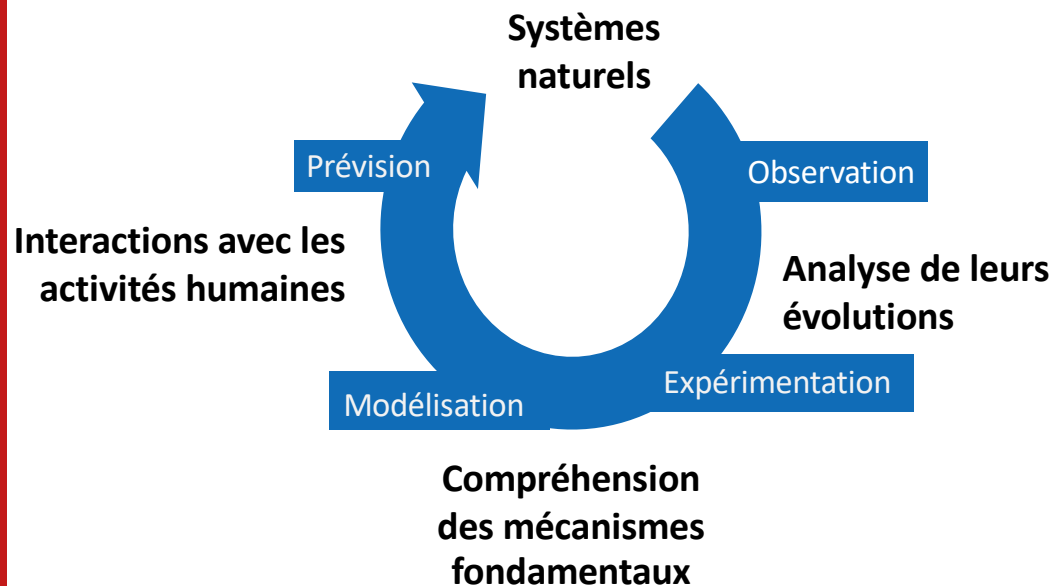 Systèmes
naturels
Observation
Analyse de leurs
évolutions
Expérimentation
Compréhension
des mécanismes
fondamentaux
Modélisation
Interactions avec les
activités humaines
Prévision